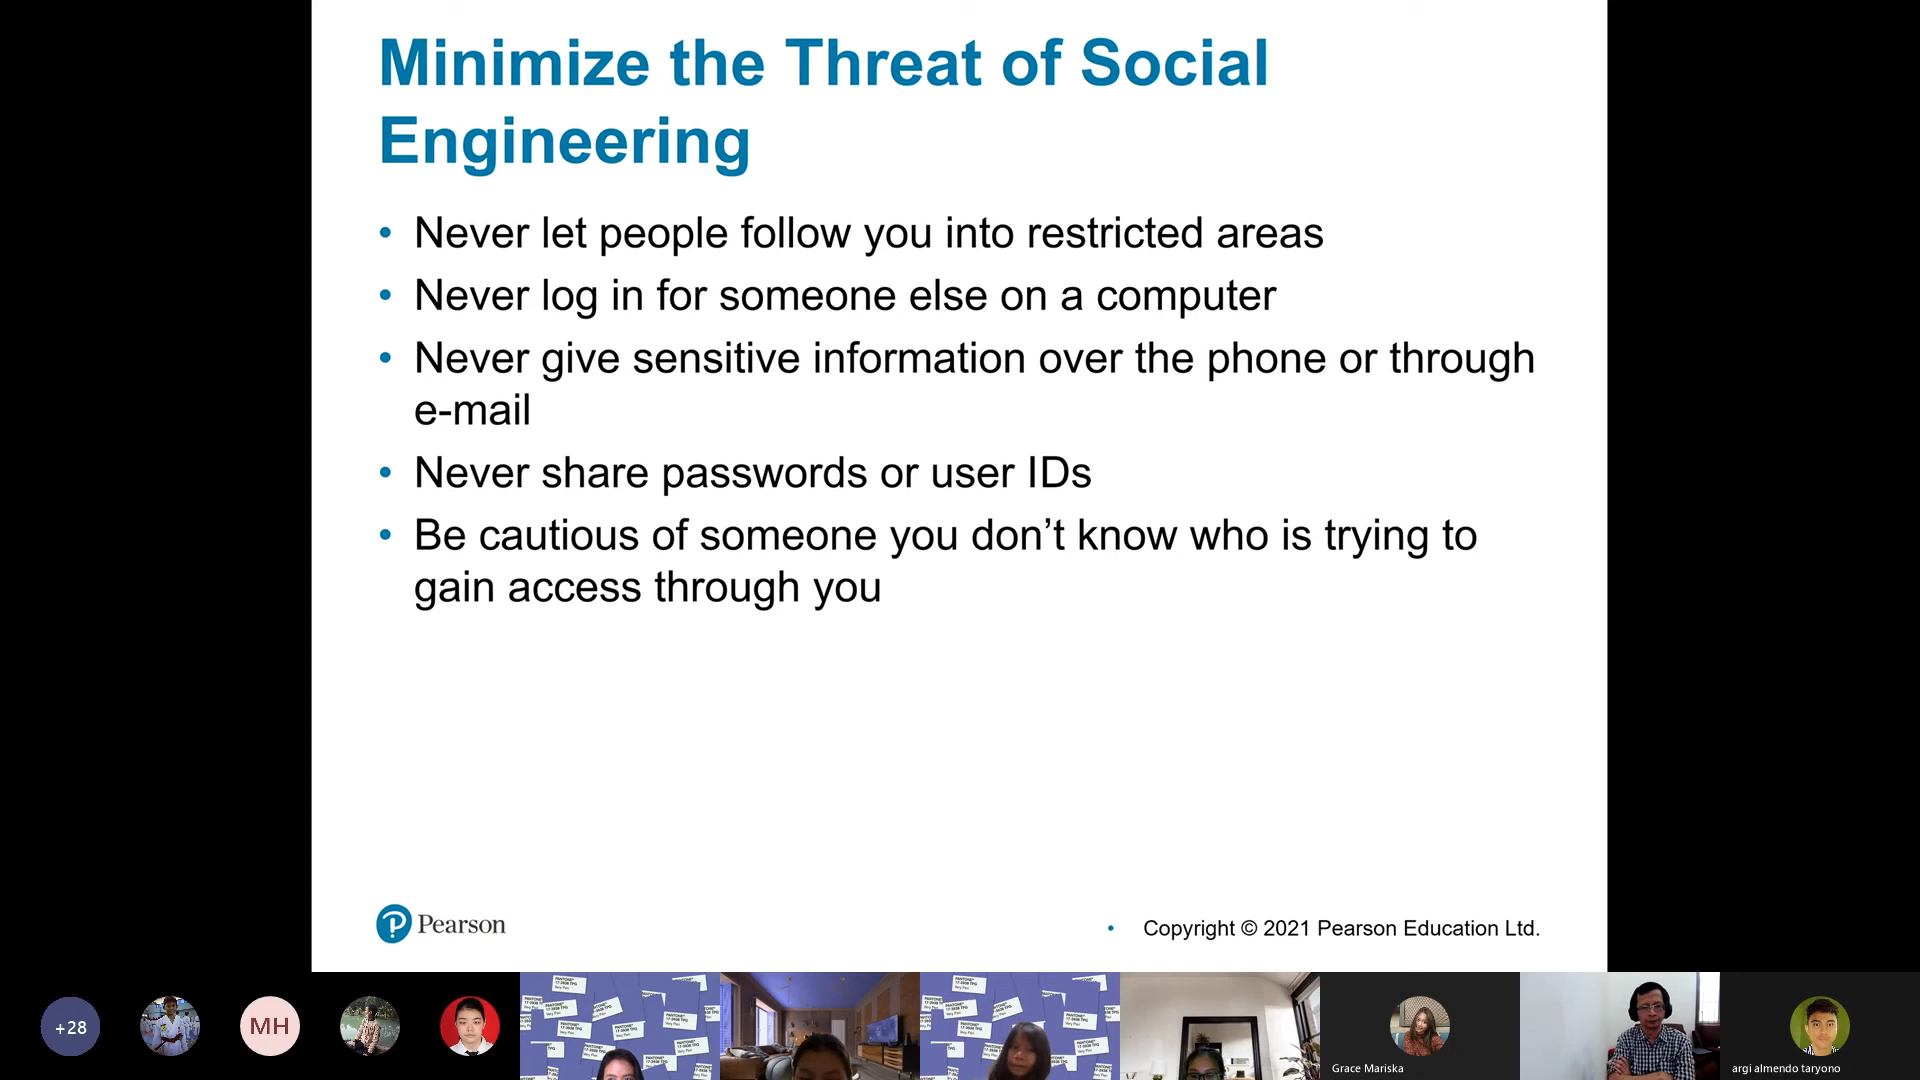 Minimize the Threat of Social
Engineering
• Never let people follow you into restricted areas
• Never log in for someone else on a computer
• Never give sensitive information over the phone or through
e-mail
• Never share passwords or user IDs
• Be cautious of someone you don’t know who is trying to
gain access through you
Pearson
• Copyright © 2021 Pearson Education Ltd.
+28
MH
Grace Mariska
argi almendo taryono